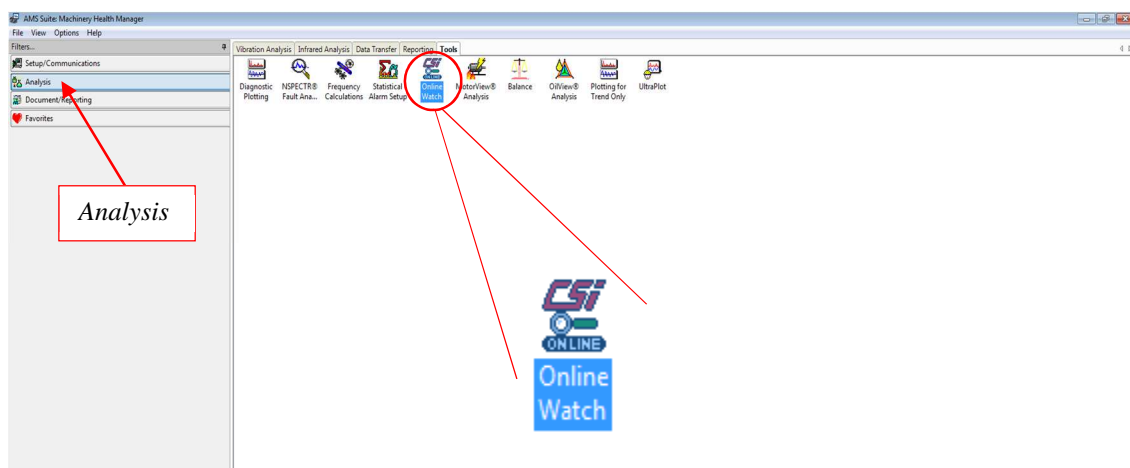 AMS Suite: Machinery Health Manager
File View Options Help
Filters...
Setup/Communications
Analysis
Document/Reporting
Favorites
Vibration Analysis Infrared Analysis Data Transfer Reporting Tools
Diagnostic Plotting
NSPECTR® Fault Ana...
Frequency Calculations
Statistical Alarm Setup
CSi
Online Watch
MotorView® Analysis
Balance
OilView® Analysis
Plotting for Trend Only
UltraPlot
Analysis
CSi
ONLINE
Online
Watch